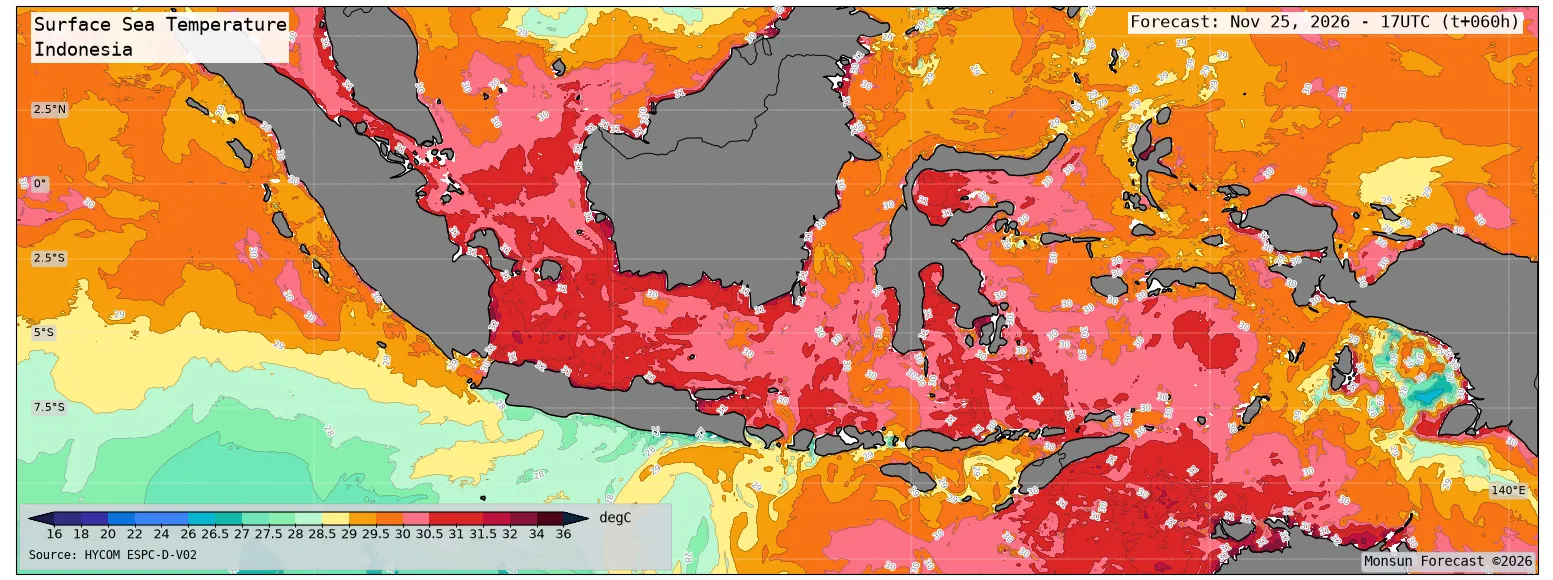 Surface Sea Temperature
Indonesia
Forecast: Nov 25, 2026 - 17UTC (t+060h)
2.5°N
0°
2.5°S
5°S
7.5°S
140°E
degC
16 18 20 22 24 26 26.5 27 27.5 28 28.5 29 29.5 30 30.5 31 31.5 32 34 36
Source: HYCOM ESPC-D-V02
Monsun Forecast ©2026